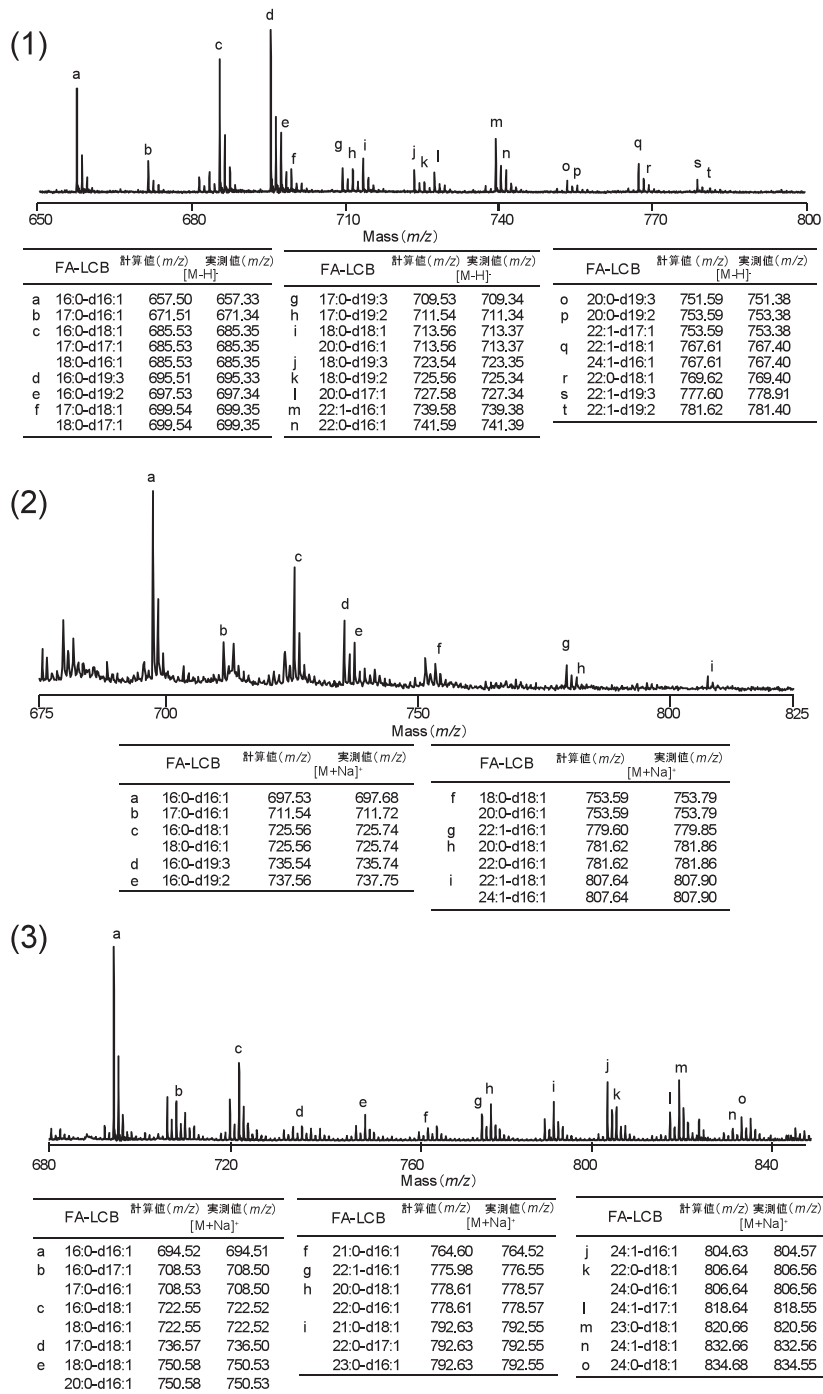 (1)
a
b
c
d
e
f
g
h
i
j
k
l
m
n
o
p
q
r
s
t
650
680
710
740
770
800
Mass (m/z)
FA-LCB 計算値(m/z) 実測値(m/z)
[M-H]-
a 16:0-d16:1 657.50 657.33
b 17:0-d16:1 671.51 671.34
c 16:0-d18:1 685.53 685.35
17:0-d17:1 685.53 685.35
18:0-d16:1 685.53 685.35
d 16:0-d19:3 695.51 695.33
e 16:0-d19:2 697.53 697.34
f 17:0-d18:1 699.54 699.35
18:0-d17:1 699.54 699.35
FA-LCB 計算値(m/z) 実測値(m/z)
[M-H]-
g 17:0-d19:3 709.53 709.34
h 17:0-d19:2 711.54 711.34
i 18:0-d18:1 713.56 713.37
20:0-d16:1 713.56 713.37
j 18:0-d19:3 723.54 723.35
k 18:0-d19:2 725.56 725.34
l 20:0-d17:1 727.58 727.34
m 22:1-d16:1 739.58 739.38
n 22:0-d16:1 741.59 741.39
FA-LCB 計算値(m/z) 実測値(m/z)
[M-H]-
o 20:0-d19:3 751.59 751.38
p 20:0-d19:2 753.59 753.38
22:1-d17:1 753.59 753.38
q 22:1-d18:1 767.61 767.40
24:1-d16:1 767.61 767.40
r 22:0-d18:1 769.62 769.40
s 22:1-d19:3 777.60 778.91
t 22:1-d19:2 781.62 781.40
(2)
a
b
c
d
e
f
g
h
i
675
700
750
800
825
Mass (m/z)
FA-LCB 計算値(m/z) 実測値(m/z)
[M+Na]+
a 16:0-d16:1 697.53 697.68
b 17:0-d16:1 711.54 711.72
c 16:0-d18:1 725.56 725.74
18:0-d16:1 725.56 725.74
d 16:0-d19:3 735.54 735.74
e 16:0-d19:2 737.56 737.75
FA-LCB 計算値(m/z) 実測値(m/z)
[M+Na]+
f 18:0-d18:1 753.59 753.79
20:0-d16:1 753.59 753.79
g 22:1-d16:1 779.60 779.85
h 20:0-d18:1 781.62 781.86
22:0-d16:1 781.62 781.86
i 22:1-d18:1 807.64 807.90
24:1-d16:1 807.64 807.90
(3)
a
b
c
d
e
f
g
h
i
j
k
l
m
n
o
680
720
760
800
840
Mass (m/z)
FA-LCB 計算値(m/z) 実測値(m/z)
[M+Na]+
a 16:0-d16:1 694.52 694.51
b 16:0-d17:1 708.53 708.50
17:0-d16:1 708.53 708.50
c 16:0-d18:1 722.55 722.52
18:0-d16:1 722.55 722.52
d 17:0-d18:1 736.57 736.50
e 18:0-d18:1 750.58 750.53
20:0-d16:1 750.58 750.53
FA-LCB 計算値(m/z) 実測値(m/z)
[M+Na]+
f 21:0-d16:1 764.60 764.52
g 22:1-d16:1 775.98 776.55
h 20:0-d18:1 778.61 778.57
22:0-d16:1 778.61 778.57
i 21:0-d18:1 792.63 792.55
22:0-d17:1 792.63 792.55
23:0-d16:1 792.63 792.55
FA-LCB 計算値(m/z) 実測値(m/z)
[M+Na]+
j 24:1-d16:1 804.63 804.57
k 22:0-d18:1 806.64 806.56
24:0-d16:1 806.64 806.56
l 24:1-d17:1 818.64 818.55
m 23:0-d18:1 820.66 820.56
n 24:1-d18:1 832.66 832.56
o 24:0-d18:1 834.68 834.55